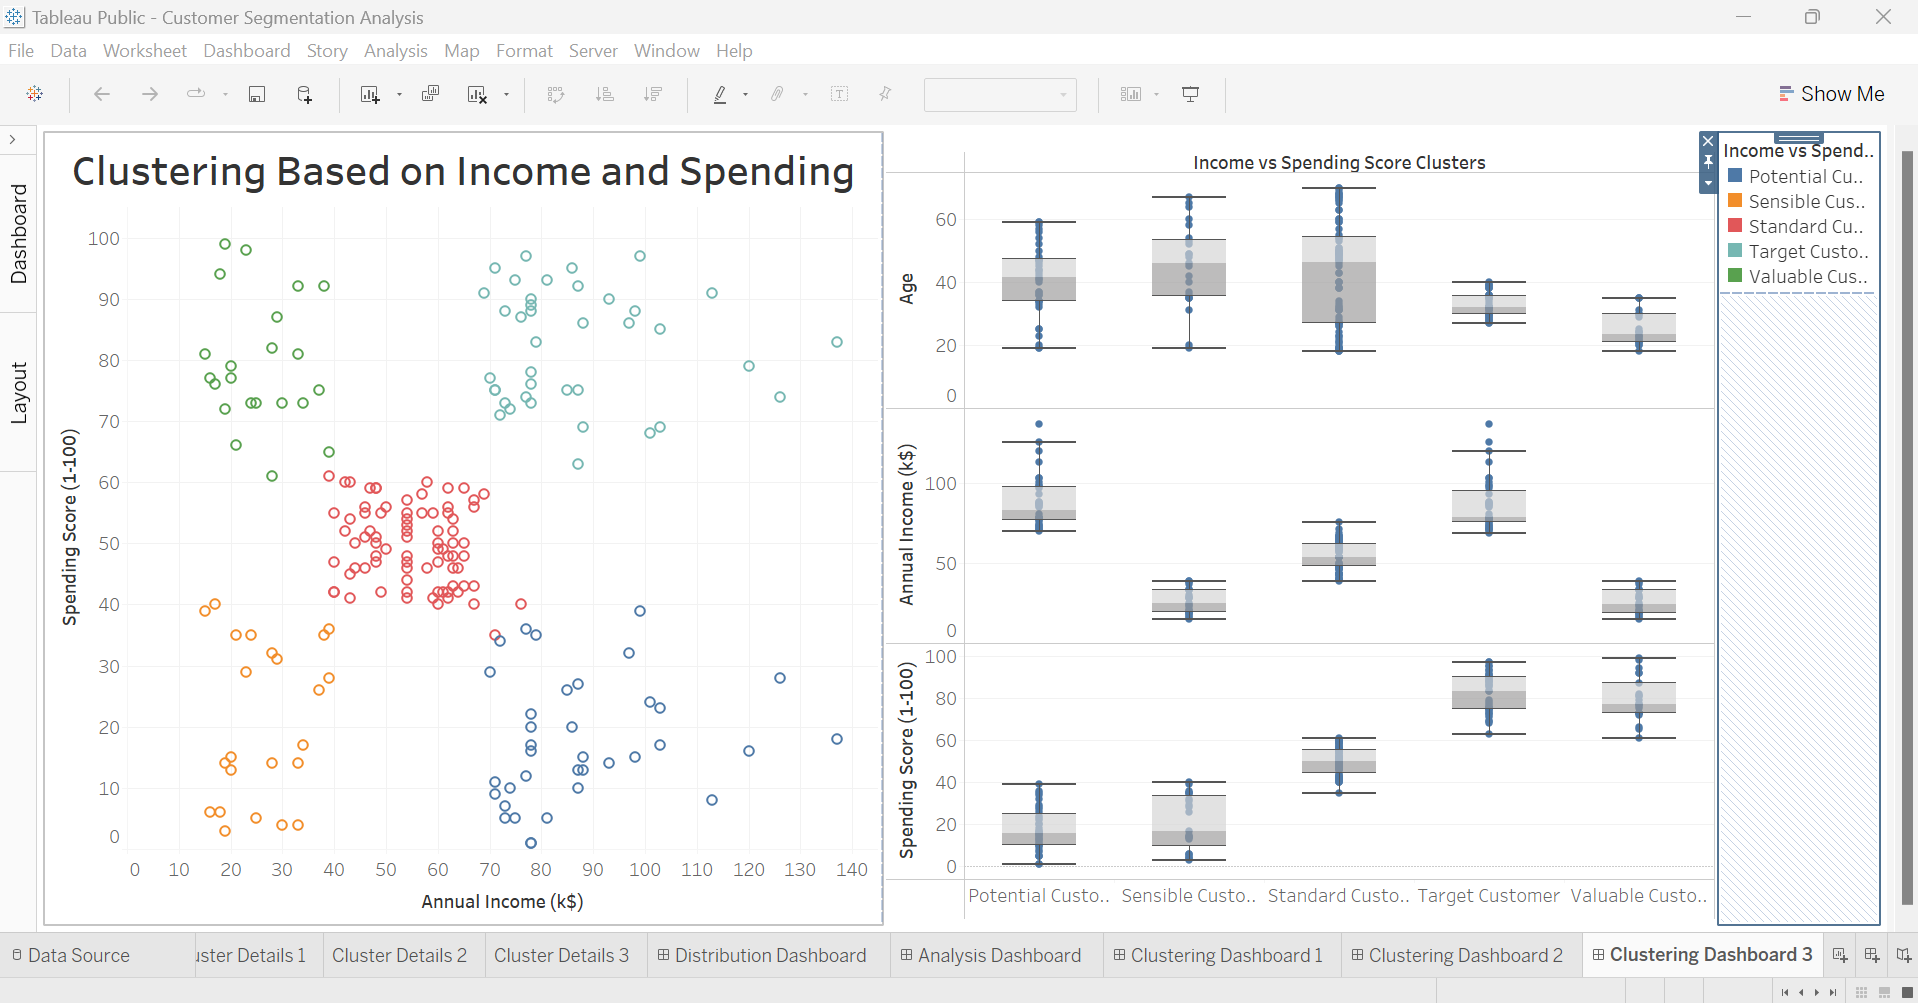 Tableau Public - Customer Segmentation Analysis
File Data Worksheet Dashboard Story Analysis Map Format Server Window Help
Show Me
Dashboard
Layout
Clustering Based on Income and Spending
Spending Score (1-100)
100
90
80
70
60
50
40
30
20
10
0
0 10 20 30 40 50 60 70 80 90 100 110 120 130 140
Annual Income (k$)
Income vs Spending Score Clusters
Age
60
40
20
0
Annual Income (k$)
100
50
0
Spending Score (1-100)
100
80
60
40
20
0
Potential Custo.. Sensible Custo.. Standard Custo.. Target Customer Valuable Custo..
Income vs Spend..
Potential Cu..
Sensible Cus..
Standard Cu..
Target Custo..
Valuable Cus..
Data Source uster Details 1 Cluster Details 2 Cluster Details 3 Distribution Dashboard Analysis Dashboard Clustering Dashboard 1 Clustering Dashboard 2 Clustering Dashboard 3